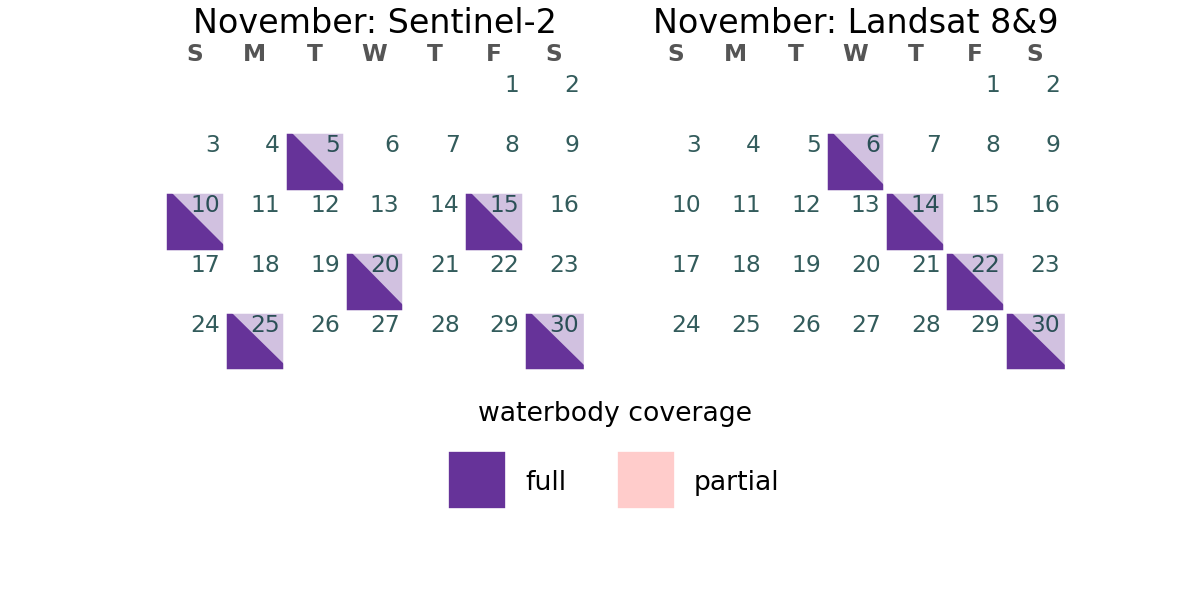 November: Sentinel-2
S M T W T F S
1 2
3 4 5 6 7 8 9
10 11 12 13 14 15 16
17 18 19 20 21 22 23
24 25 26 27 28 29 30
November: Landsat 8&9
S M T W T F S
1 2
3 4 5 6 7 8 9
10 11 12 13 14 15 16
17 18 19 20 21 22 23
24 25 26 27 28 29 30
waterbody coverage
full
partial